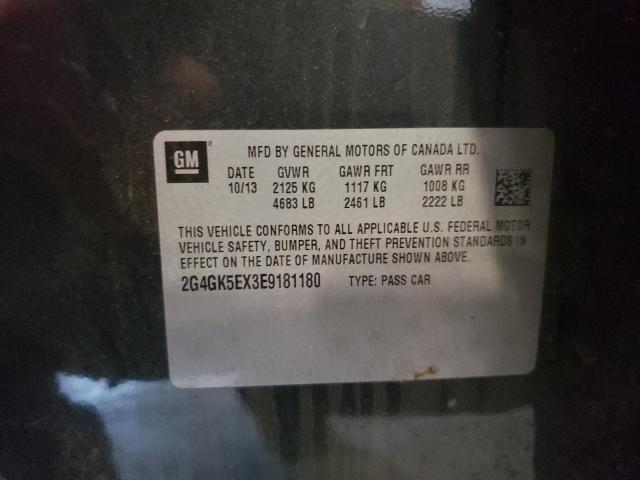 GM
MFD BY GENERAL MOTORS OF CANADA LTD.
DATE GVWR GAWR FRT GAWR RR
10/13 2125 KG 1117 KG 1008 KG
4683 LB 2461 LB 2222 LB
THIS VEHICLE CONFORMS TO ALL APPLICABLE U.S. FEDERAL MOTOR
VEHICLE SAFETY, BUMPER, AND THEFT PREVENTION STANDARDS IN
EFFECT ON THE DATE OF MANUFACTURE SHOWN ABOVE.
2G4GK5EX3E9181180 TYPE: PASS CAR